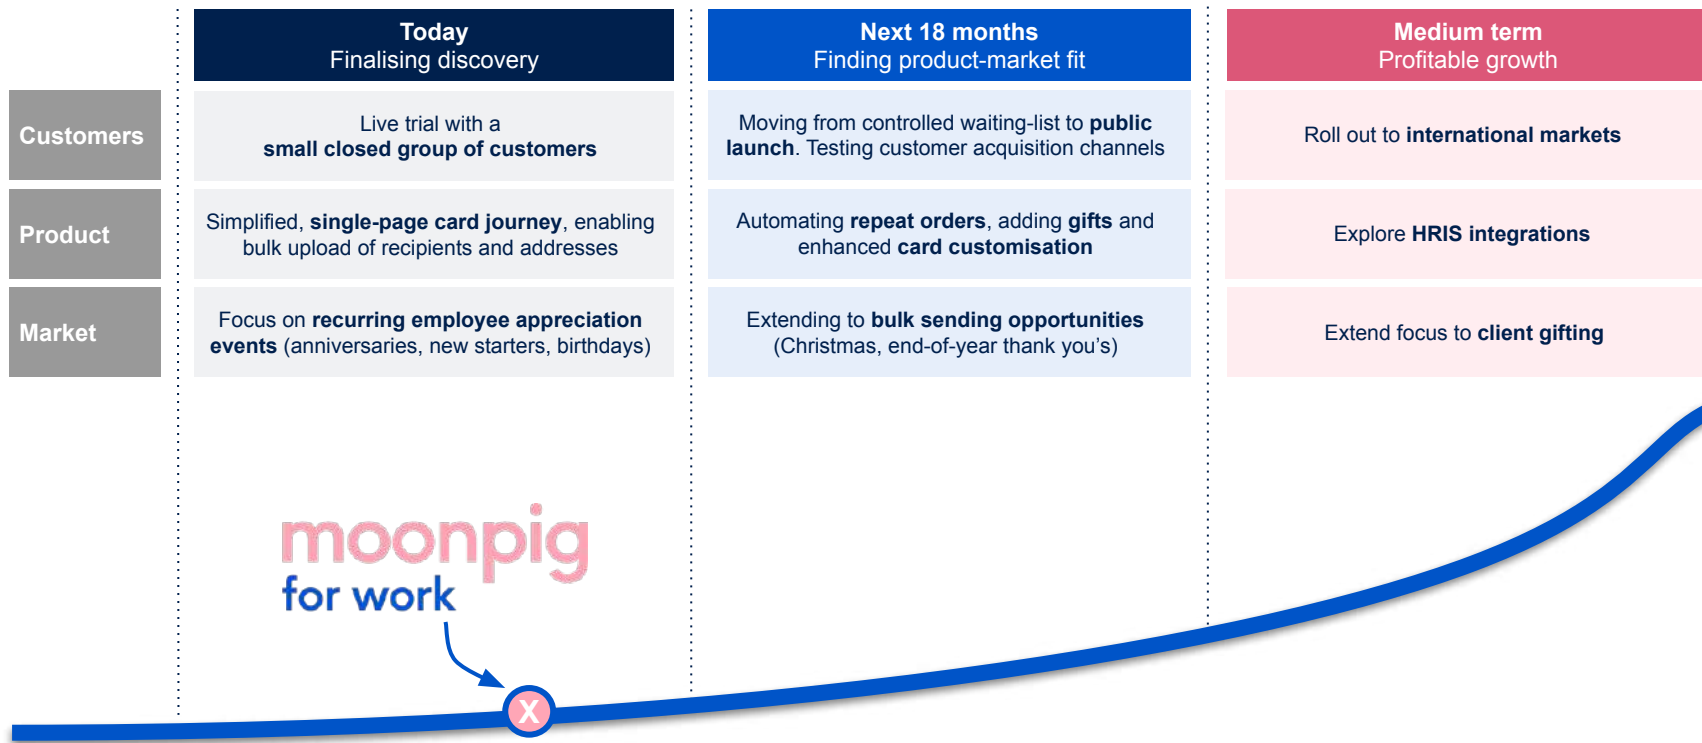 Today
Finalising discovery
Next 18 months
Finding product-market fit
Medium term
Profitable growth
Customers
Live trial with a
small closed group of customers
Moving from controlled waiting-list to public
launch. Testing customer acquisition channels
Roll out to international markets
Product
Simplified, single-page card journey, enabling
bulk upload of recipients and addresses
Automating repeat orders, adding gifts and
enhanced card customisation
Explore HRIS integrations
Market
Focus on recurring employee appreciation
events (anniversaries, new starters, birthdays)
Extending to bulk sending opportunities
(Christmas, end-of-year thank you’s)
Extend focus to client gifting
moonpig
for work
X